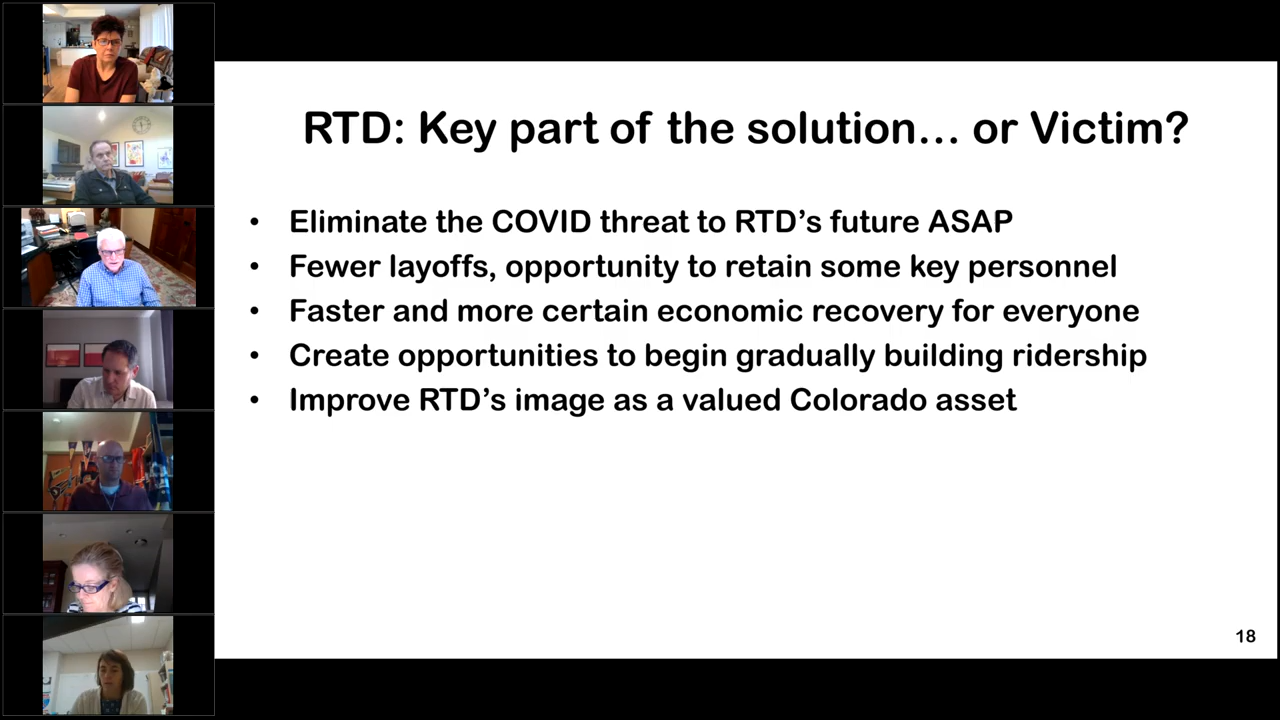 RTD: Key part of the solution... or Victim?
• Eliminate the COVID threat to RTD's future ASAP
• Fewer layoffs, opportunity to retain some key personnel
• Faster and more certain economic recovery for everyone
• Create opportunities to begin gradually building ridership
• Improve RTD's image as a valued Colorado asset
18